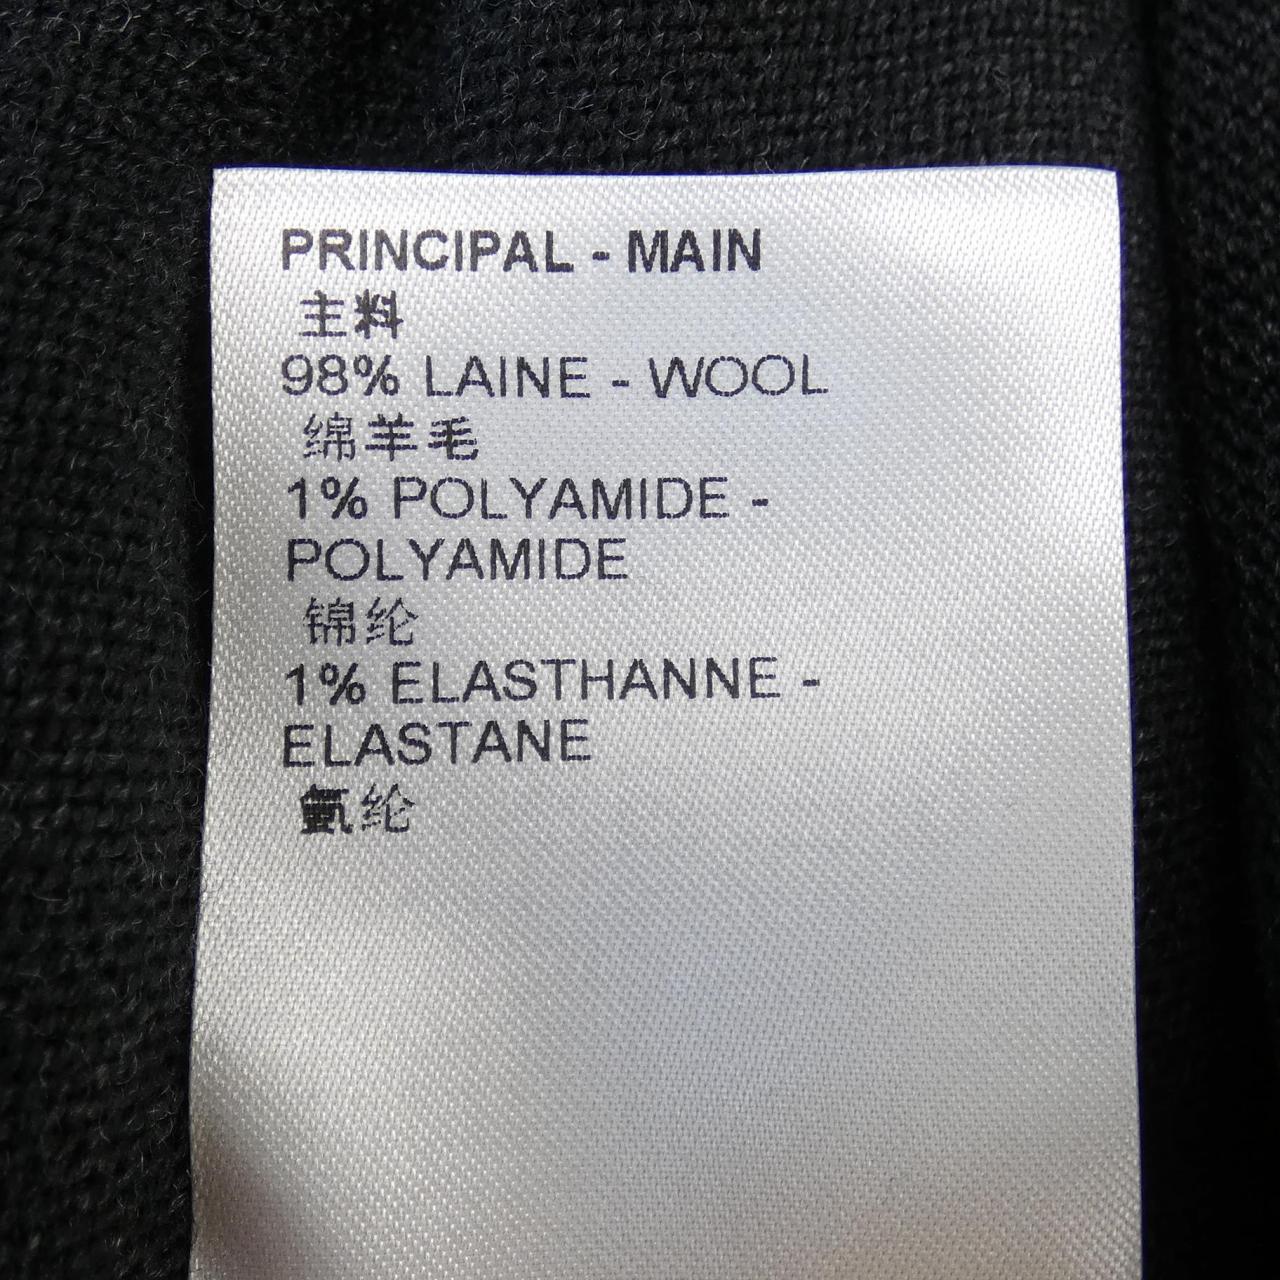 PRINCIPAL - MAIN
主料
98% LAINE - WOOL
绵羊毛
1% POLYAMIDE -
POLYAMIDE
锦纶
1% ELASTHANNE -
ELASTANE
氨纶